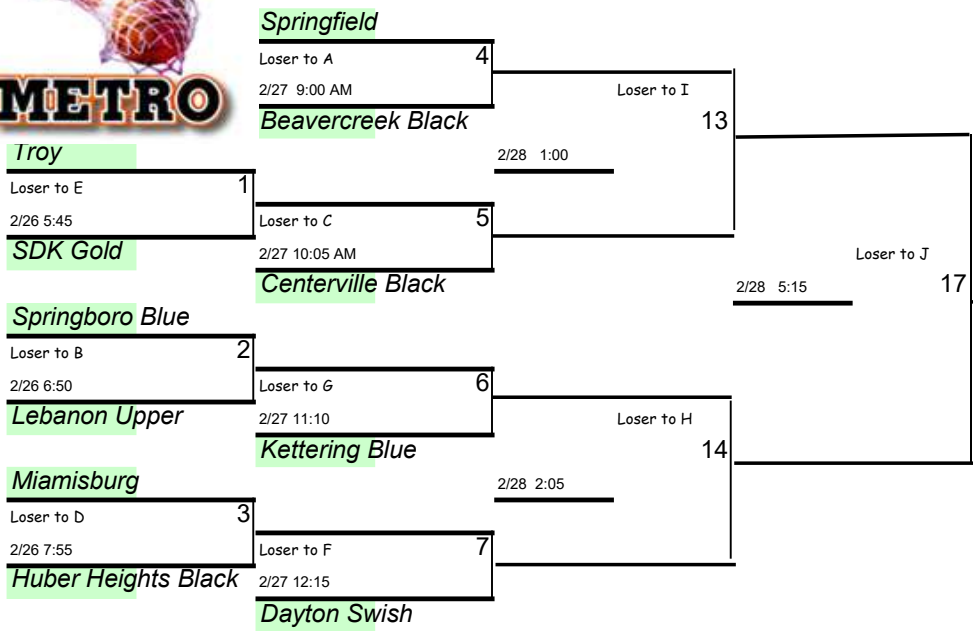 METRO
Springfield
Loser to A
4
2/27 9:00 AM
Beavercreek Black
Loser to I
13
2/28 1:00
Troy
Loser to E
1
2/26 5:45
SDK Gold
Loser to C
5
2/27 10:05 AM
Centerville Black
Loser to J
17
2/28 5:15
Springboro Blue
Loser to B
2
2/26 6:50
Lebanon Upper
Loser to G
6
2/27 11:10
Kettering Blue
Loser to H
14
2/28 2:05
Miamisburg
Loser to D
3
2/26 7:55
Huber Heights Black
Loser to F
7
2/27 12:15
Dayton Swish